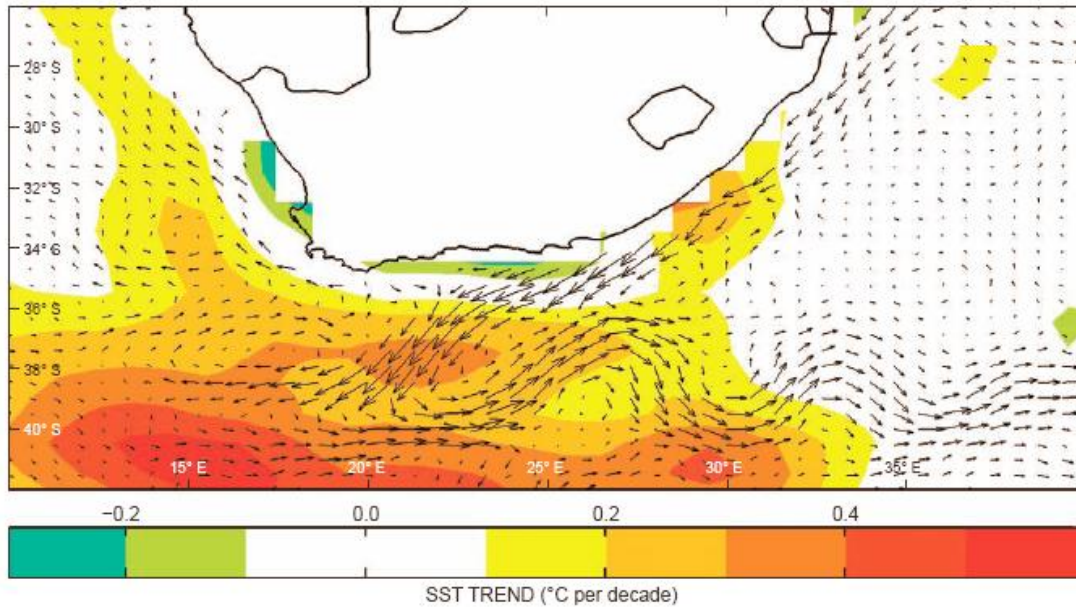 28° S
30° S
32° S
34° S
36° S
38° S
40° S
15° E 20° E 25° E 30° E 35° E
−0.2 0.0 0.2 0.4
SST TREND (°C per decade)